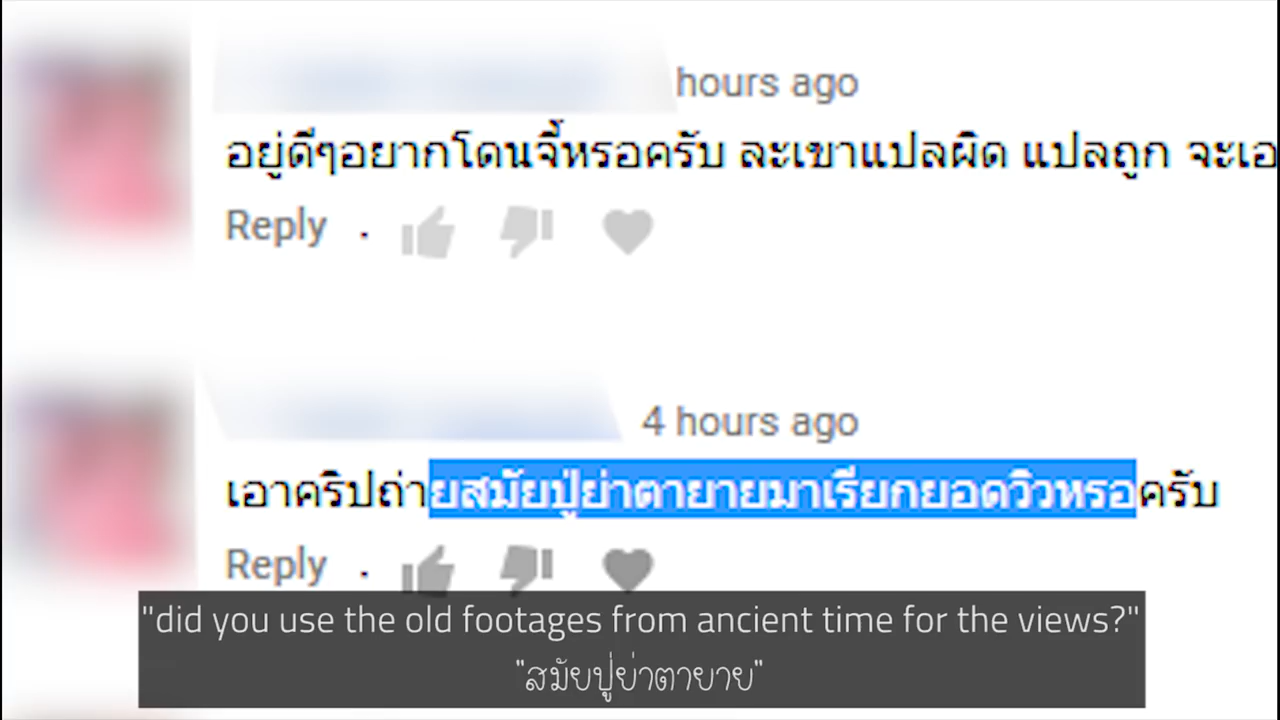 hours ago
อยู่ดีๆอยากโดนจี้หรอครับ ละเขาแปลผิด แปลถูก จะเอ
Reply .
4 hours ago
เอาคริปถ่ายสมัยปู่ย่าตายายมาเรียกยอดวิวหรอครับ
Reply .
"did you use the old footages from ancient time for the views?"
"สมัยปู่ย่าตายาย"